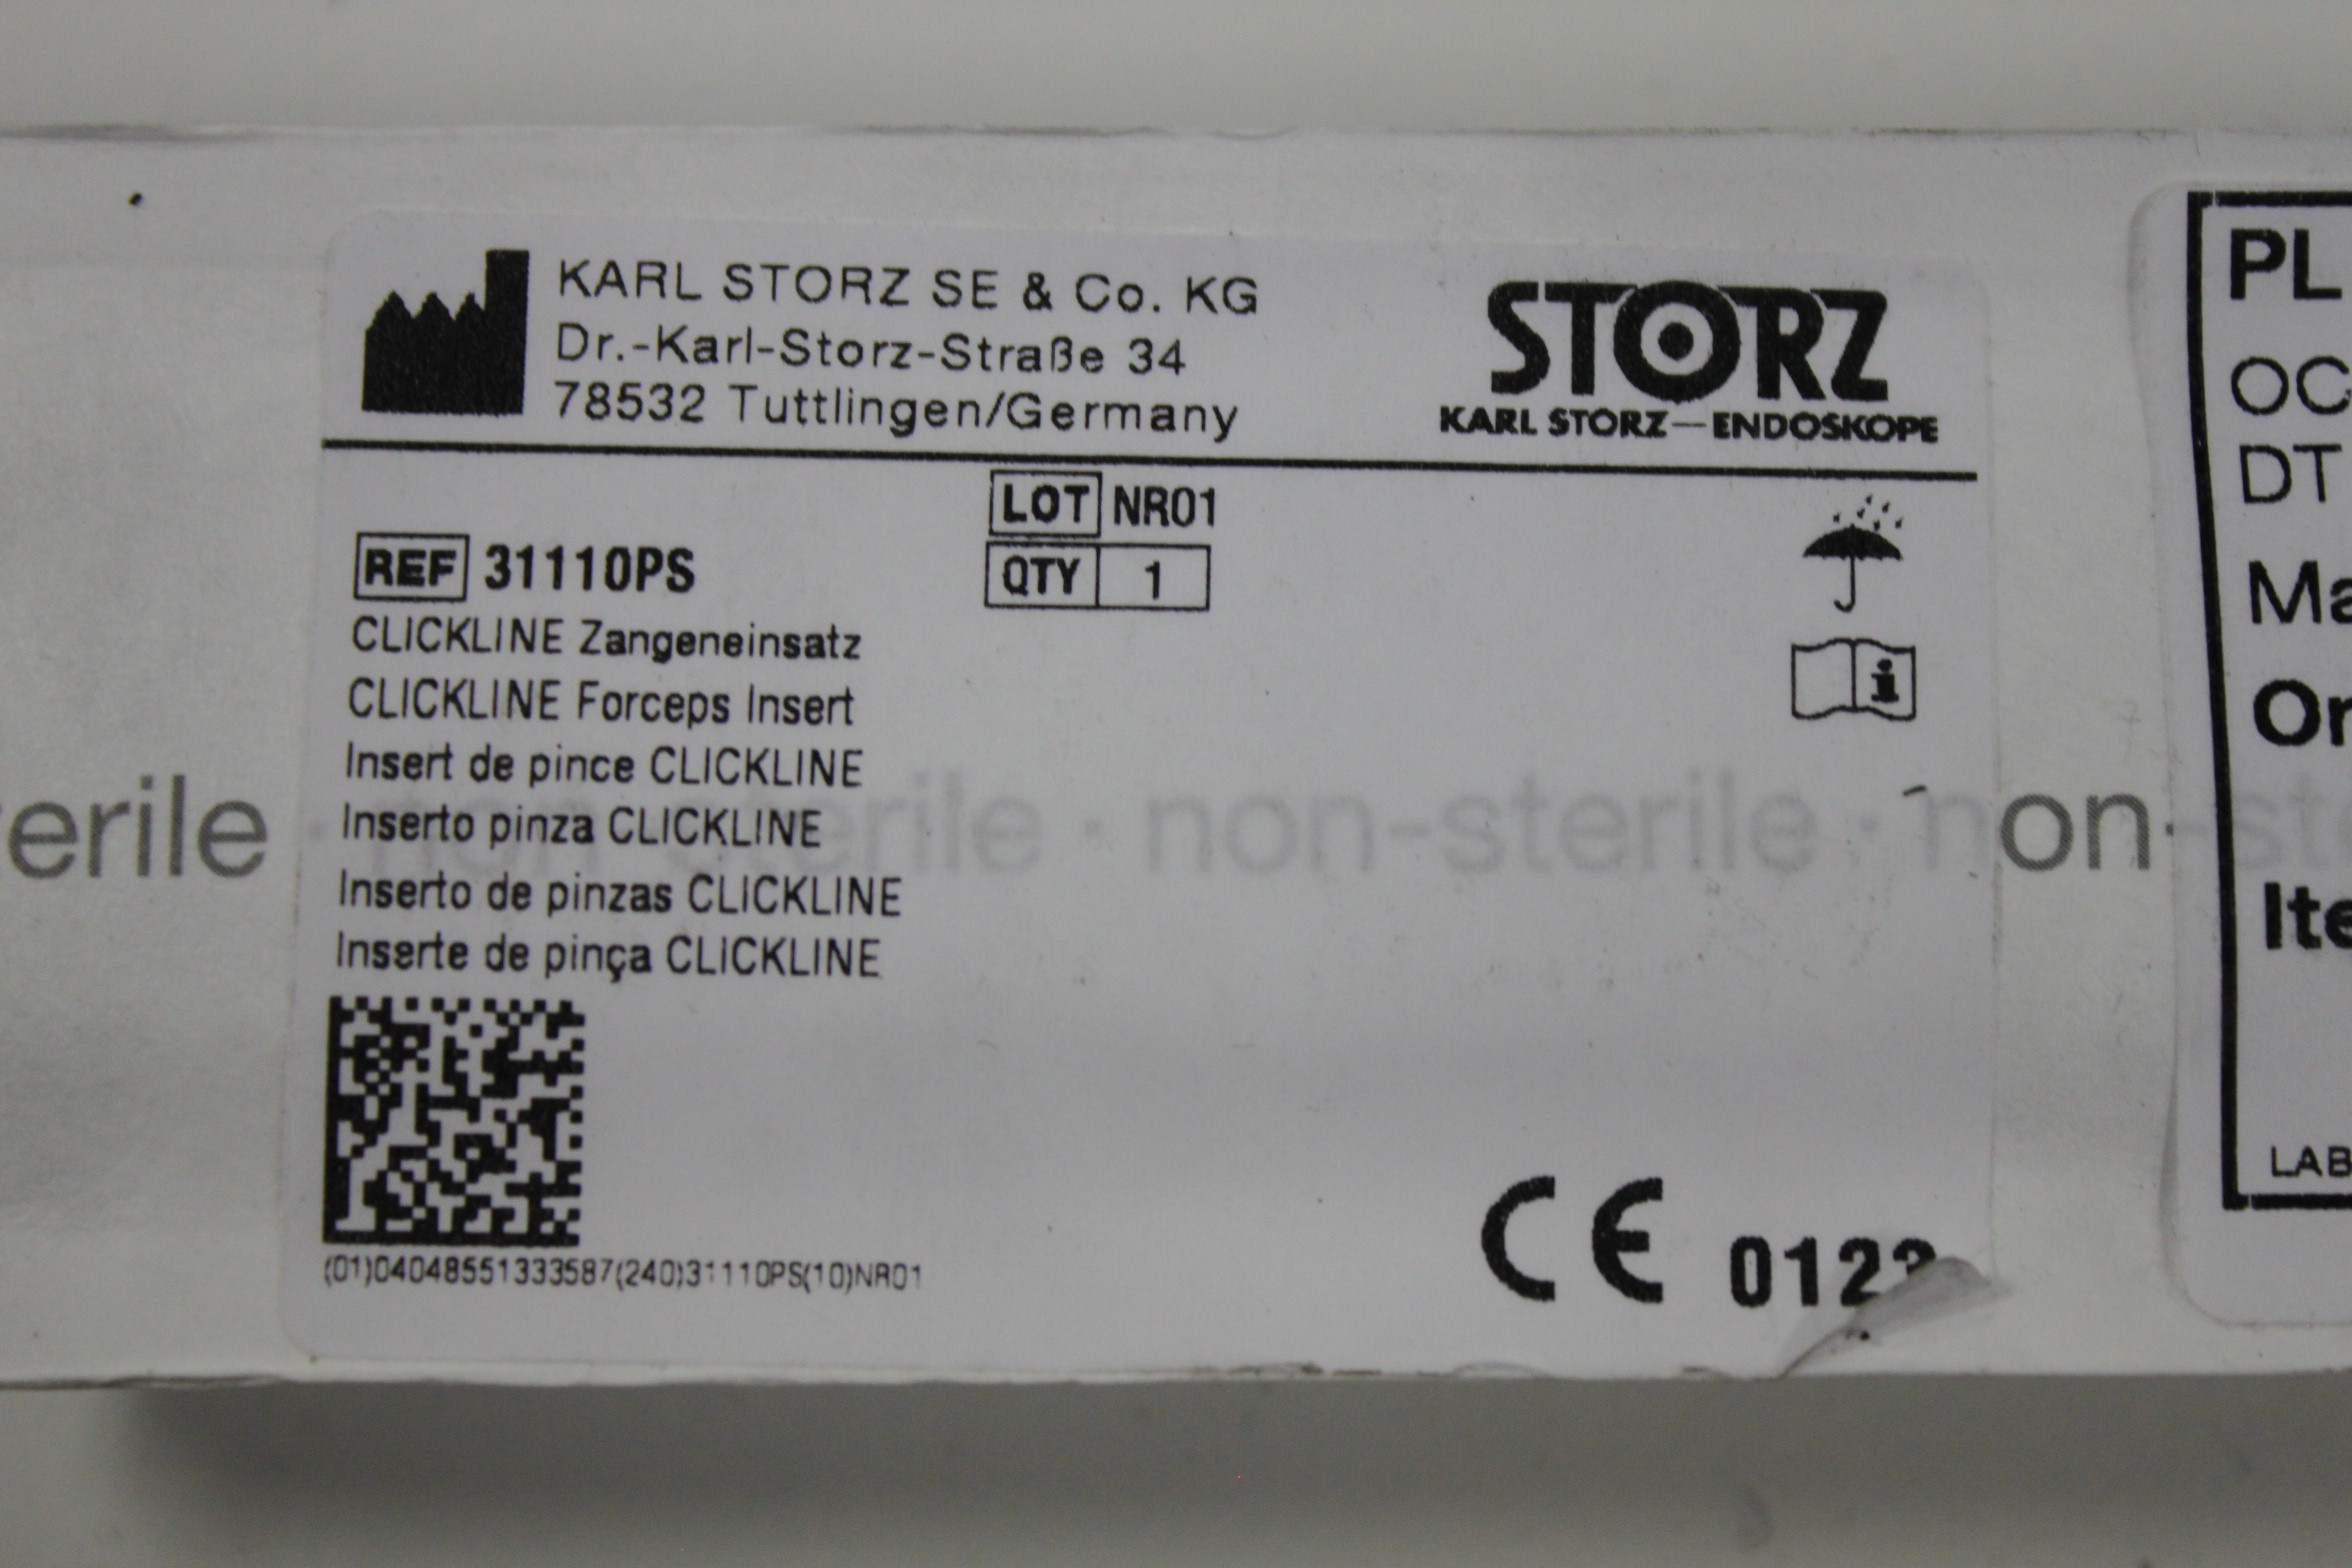 KARL STORZ SE & Co. KG
Dr.-Karl-Storz-Straße 34
78532 Tuttlingen/Germany
STORZ
KARL STORZ—ENDOSKOPE
LOT NR01
REF 31110PS
QTY 1
CLICKLINE Zangeneinsatz
CLICKLINE Forceps Insert
Insert de pince CLICKLINE
Inserto pinza CLICKLINE
Inserto de pinzas CLICKLINE
Inserte de pinça CLICKLINE
erile · non-sterile · non-sterile · non-st
(01)04048551333587(240)31110PS(10)NR01
CE 0123
PL
OC
DT
Ma
Or
Ite
LAB